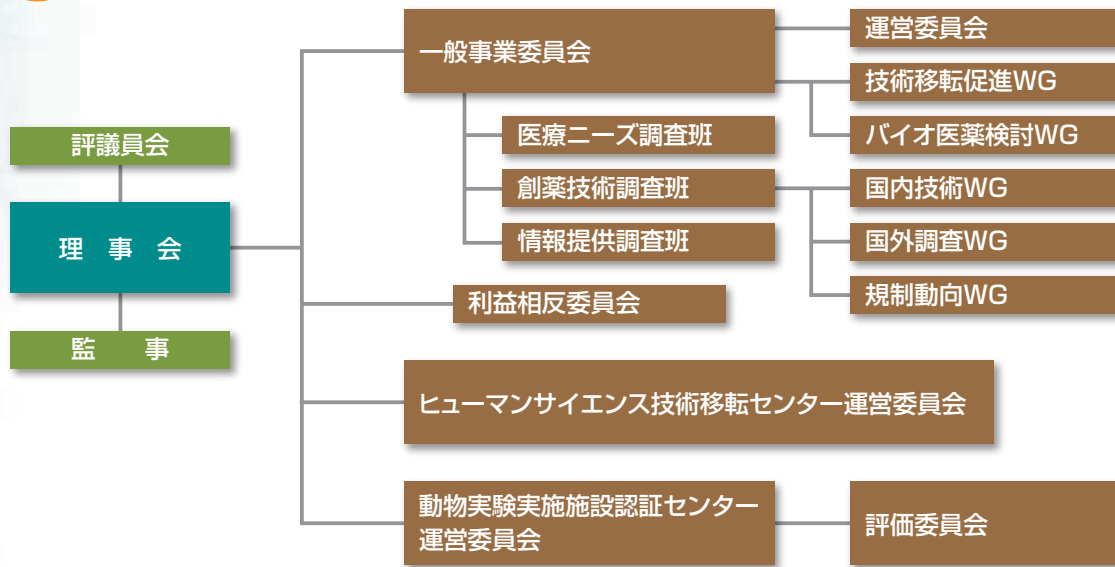 評議員会
理 事 会
監 事
一般事業委員会
医療ニーズ調査班
創薬技術調査班
情報提供調査班
利益相反委員会
ヒューマンサイエンス技術移転センター運営委員会
動物実験実施施設認証センター
運営委員会
運営委員会
技術移転促進WG
バイオ医薬検討WG
国内技術WG
国外調査WG
規制動向WG
評価委員会